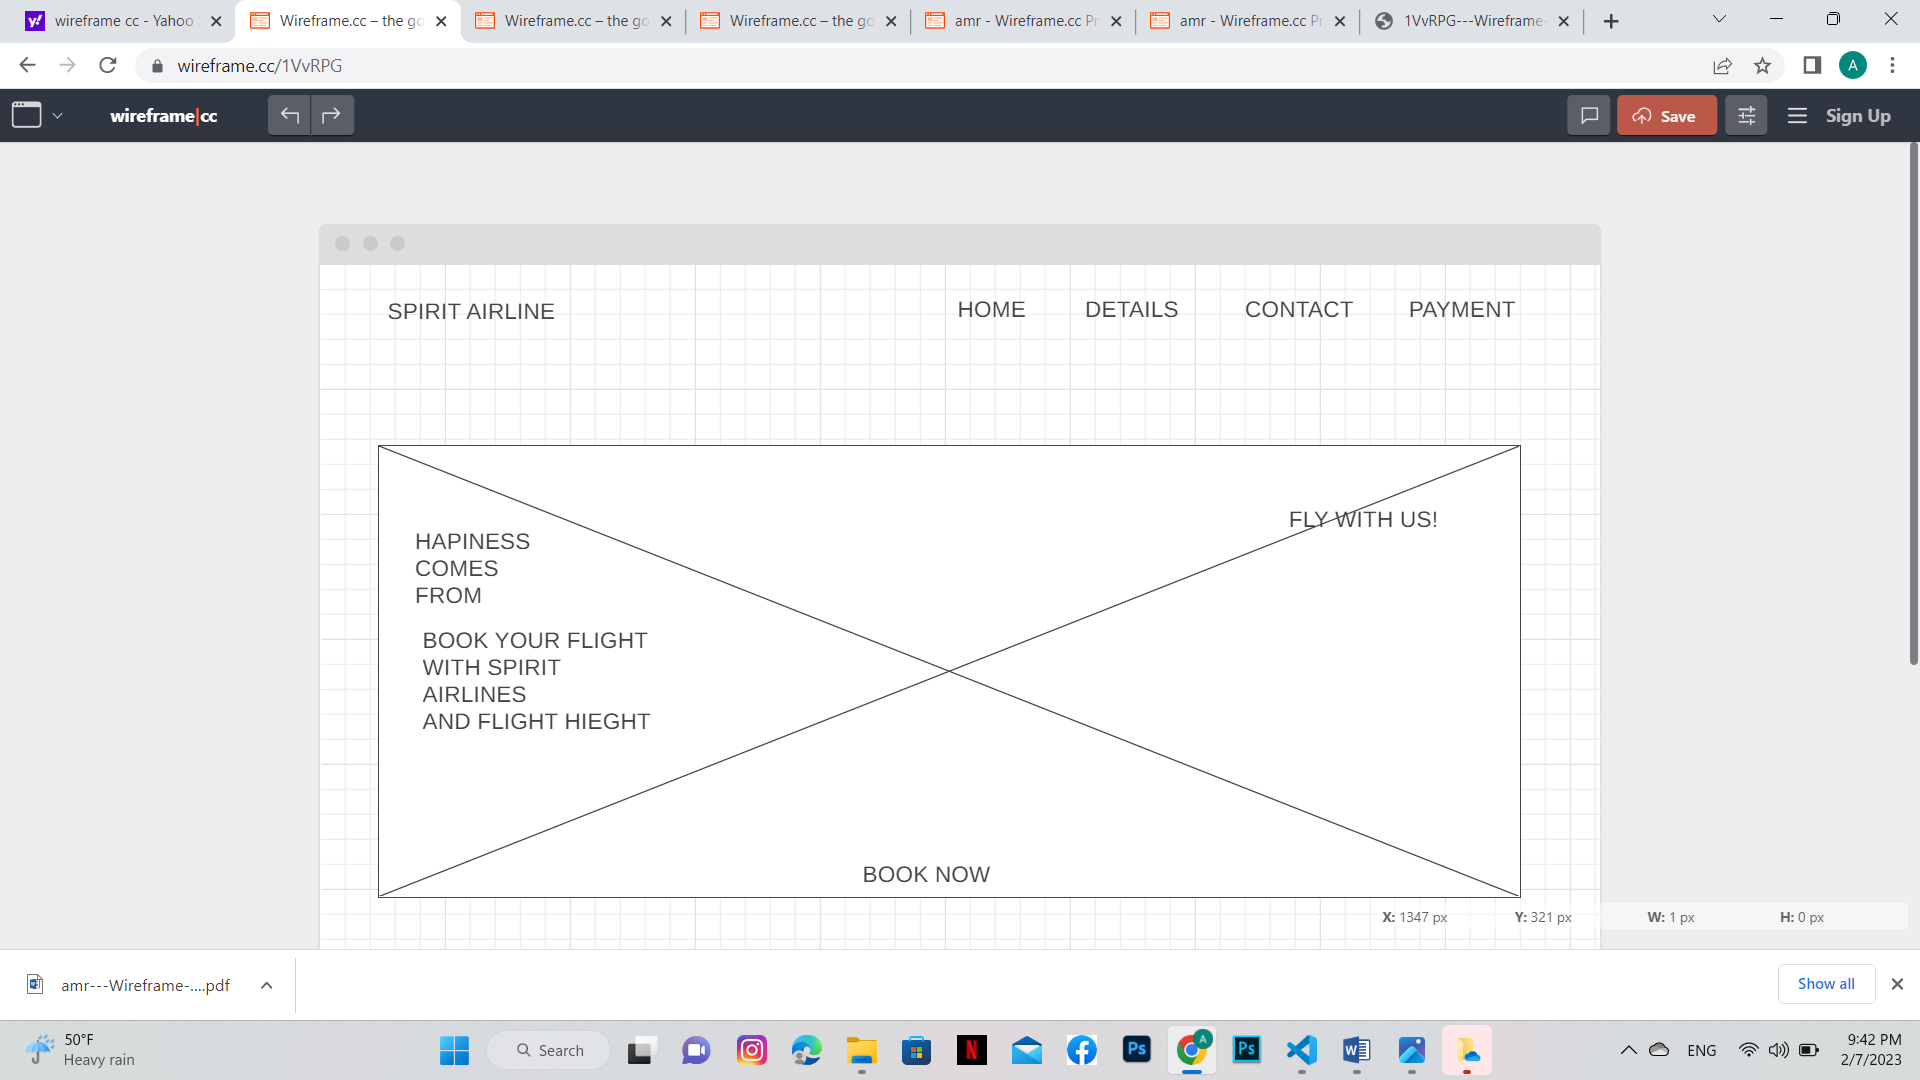 wireframe cc - Yahoo
Wireframe.cc – the go
Wireframe.cc – the go
Wireframe.cc – the go
amr - Wireframe.cc Pr
amr - Wireframe.cc Pr
1VvRPG---Wireframe-
wireframe.cc/1VvRPG
A
wireframe|cc
Save
Sign Up
SPIRIT AIRLINE
HOME
DETAILS
CONTACT
PAYMENT
FLY WITH US!
HAPINESS
COMES
FROM
BOOK YOUR FLIGHT
WITH SPIRIT
AIRLINES
AND FLIGHT HIEGHT
BOOK NOW
X: 1347 px
Y: 321 px
W: 1 px
H: 0 px
amr---Wireframe-....pdf
Show all
50°F
Heavy rain
Search
ENG
9:42 PM
2/7/2023